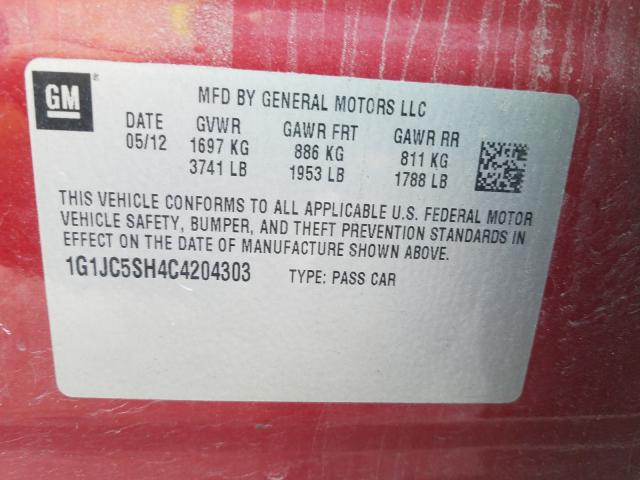 GM
MFD BY GENERAL MOTORS LLC
DATE GVWR GAWR FRT GAWR RR
05/12 1697 KG 886 KG 811 KG
3741 LB 1953 LB 1788 LB
THIS VEHICLE CONFORMS TO ALL APPLICABLE U.S. FEDERAL MOTOR
VEHICLE SAFETY, BUMPER, AND THEFT PREVENTION STANDARDS IN
EFFECT ON THE DATE OF MANUFACTURE SHOWN ABOVE.
1G1JC5SH4C4204303 TYPE: PASS CAR